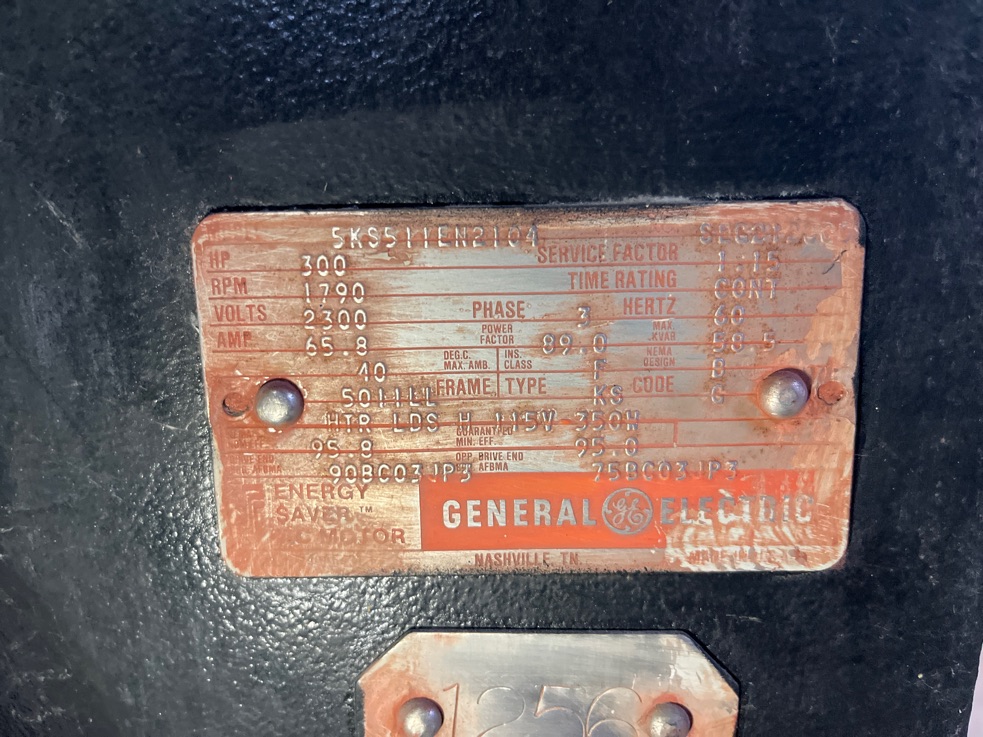 5KS511EN2104
HP 300 SERVICE FACTOR 1.15
RPM 1790 TIME RATING CONT
VOLTS 2300 PHASE 3 HERTZ 60
AMP. 65.8 POWER FACTOR 89.0 MAX. KVAR 58.5
40 DEG.C. MAX. AMB. INS. CLASS F NEMA DESIGN B
5011LL FRAME TYPE KS CODE G
HTR LDS H 115V 350W
95.8 GUARANTEED MIN. EFF. 95.0
90BC03JP3 OPP. DRIVE END AFBMA 75BC03JP3
ENERGY
SAVER™
MOTOR
GENERAL GE ELECTRIC
NASHVILLE TN
1256